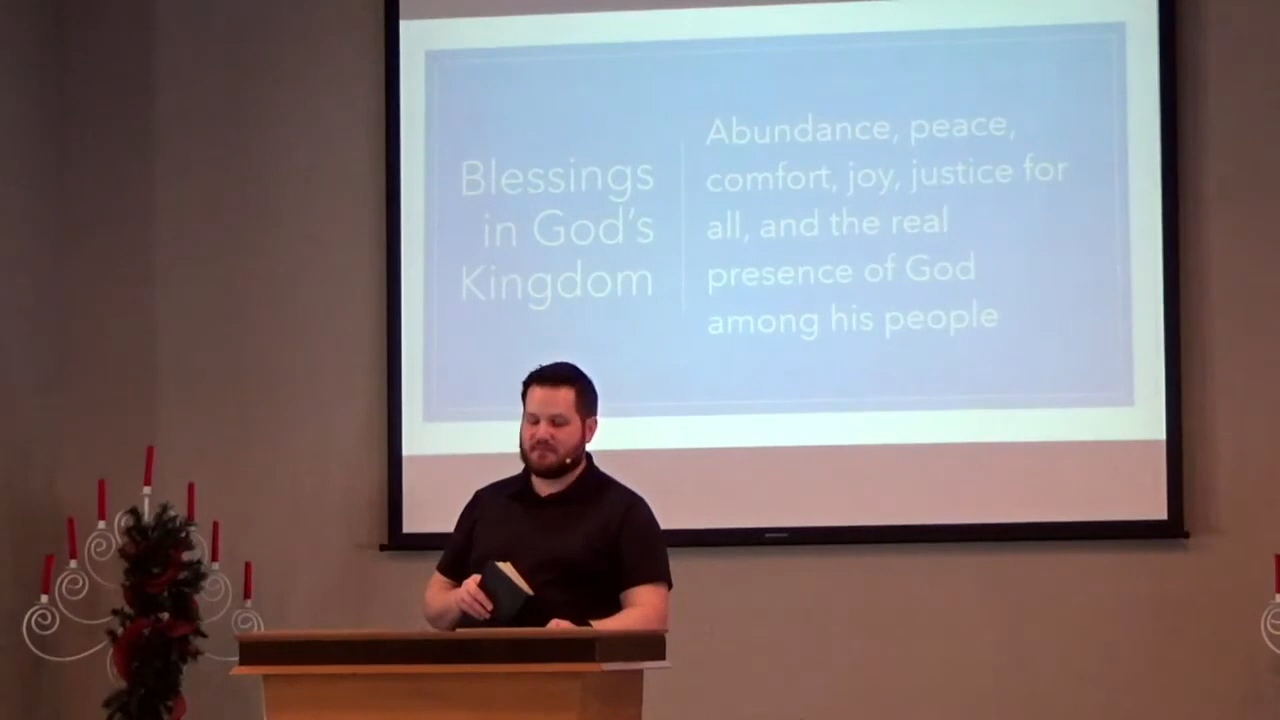 Blessings
in God's
Kingdom
Abundance, peace,
comfort, joy, justice for
all, and the real
presence of God
among his people